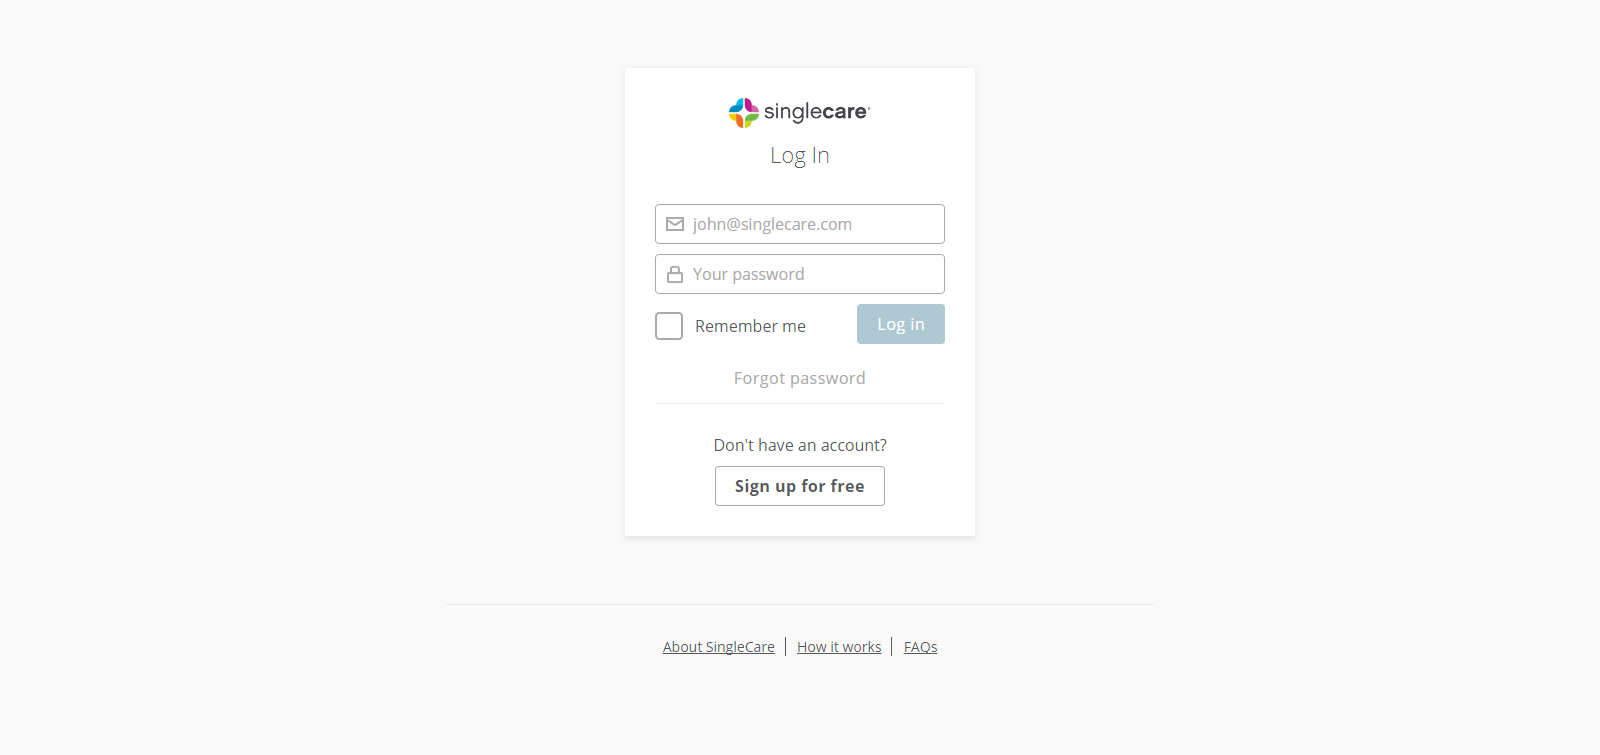 singlecare®
Log In
john@singlecare.com
Your password
Remember me
Log in
Forgot password
Don't have an account?
Sign up for free
About SingleCare | How it works | FAQs